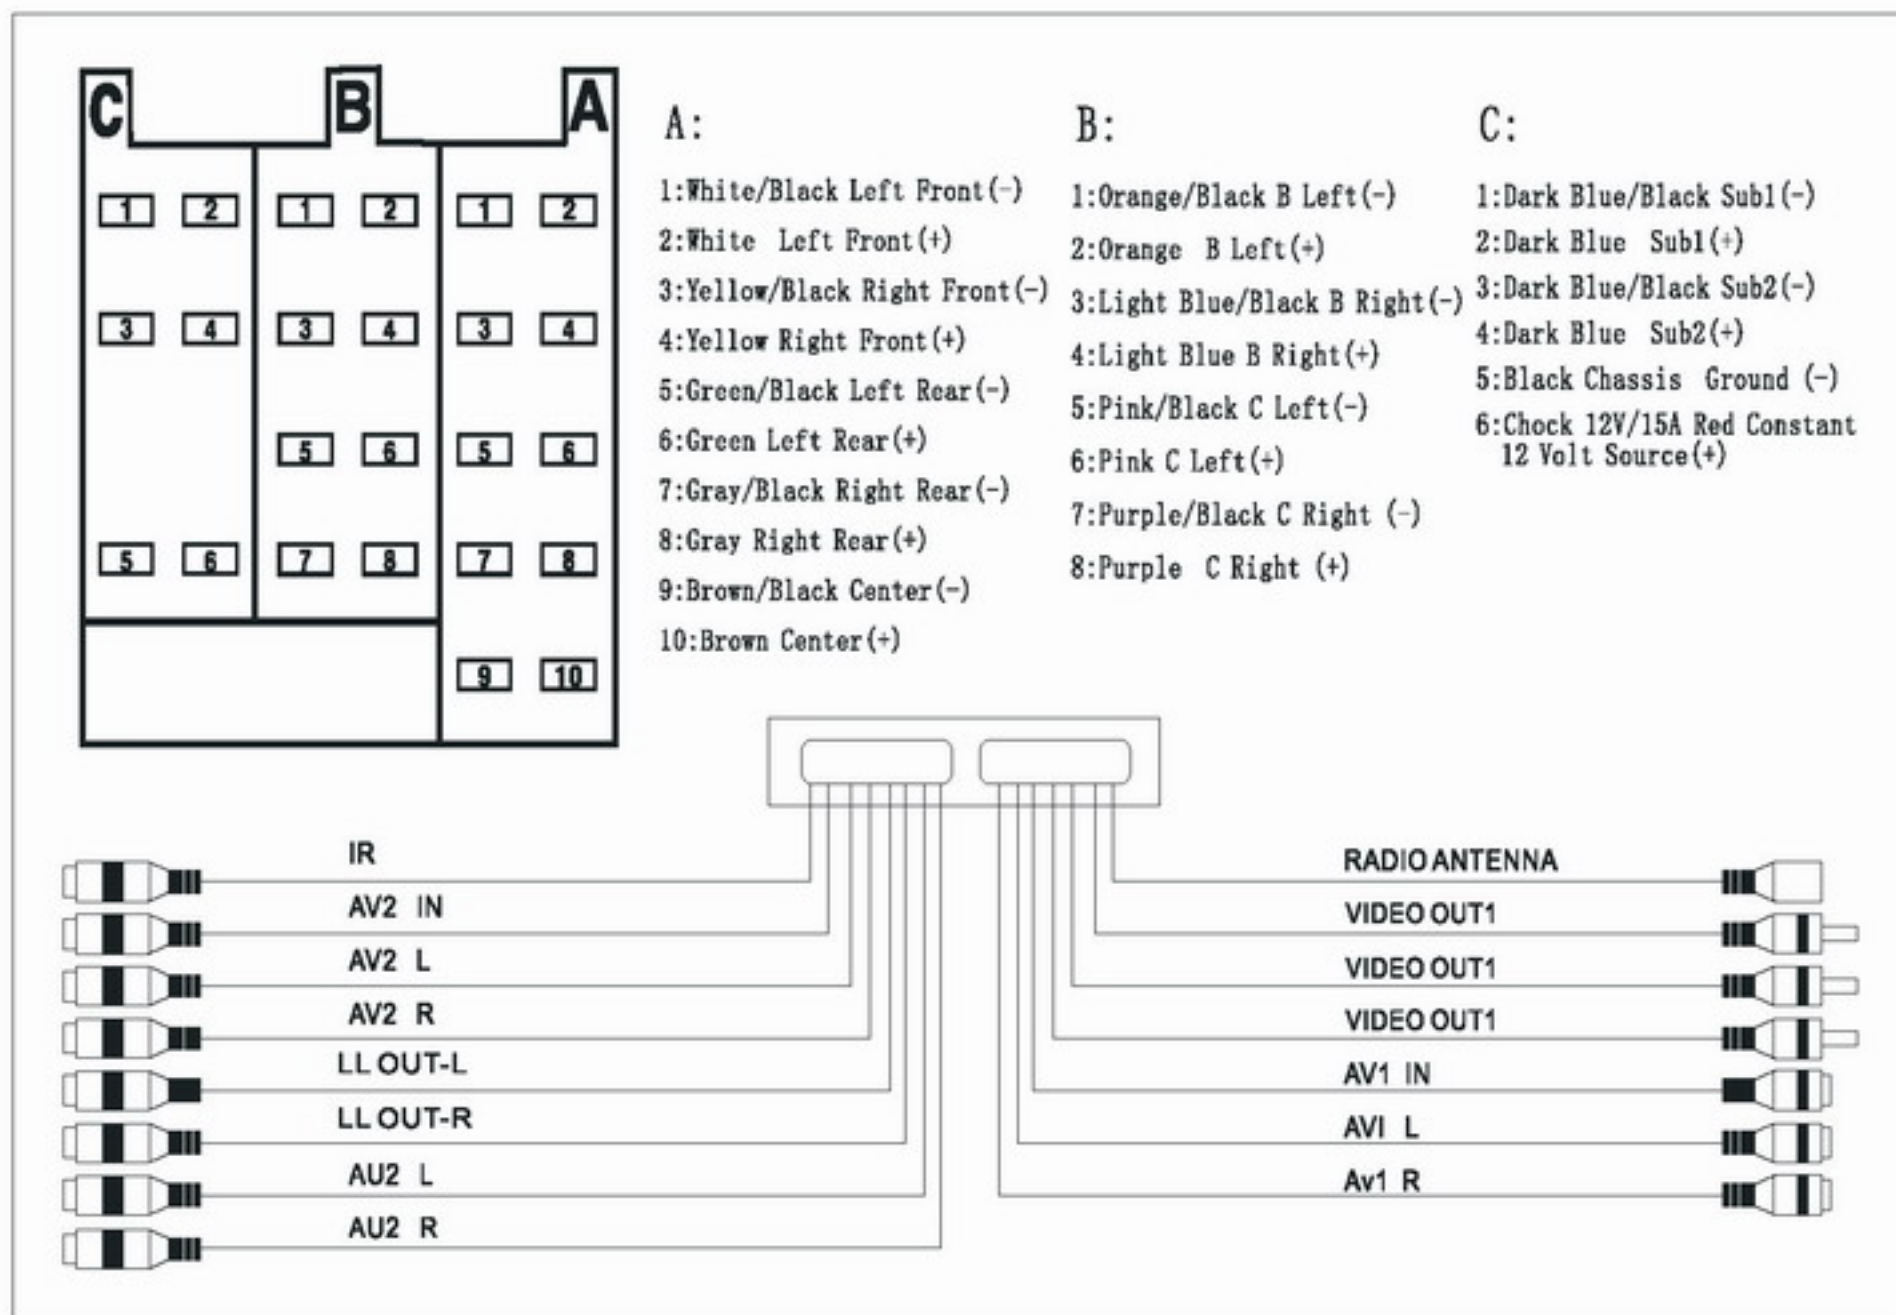 C B A
1 2 1 2 1 2
3 4 3 4 3 4
5 6 5 6
5 6 7 8 7 8
9 10
A:
1:White/Black Left Front(-)
2:White Left Front(+)
3:Yellow/Black Right Front(-)
4:Yellow Right Front(+)
5:Green/Black Left Rear(-)
6:Green Left Rear(+)
7:Gray/Black Right Rear(-)
8:Gray Right Rear(+)
9:Brown/Black Center(-)
10:Brown Center(+)
B:
1:Orange/Black B Left(-)
2:Orange B Left(+)
3:Light Blue/Black B Right(-)
4:Light Blue B Right(+)
5:Pink/Black C Left(-)
6:Pink C Left(+)
7:Purple/Black C Right (-)
8:Purple C Right (+)
C:
1:Dark Blue/Black Sub1(-)
2:Dark Blue Sub1(+)
3:Dark Blue/Black Sub2(-)
4:Dark Blue Sub2(+)
5:Black Chassis Ground (-)
6:Chock 12V/15A Red Constant
12 Volt Source(+)
IR
AV2 IN
AV2 L
AV2 R
LL OUT-L
LL OUT-R
AU2 L
AU2 R
RADIO ANTENNA
VIDEO OUT1
VIDEO OUT1
VIDEO OUT1
AV1 IN
AVI L
Av1 R